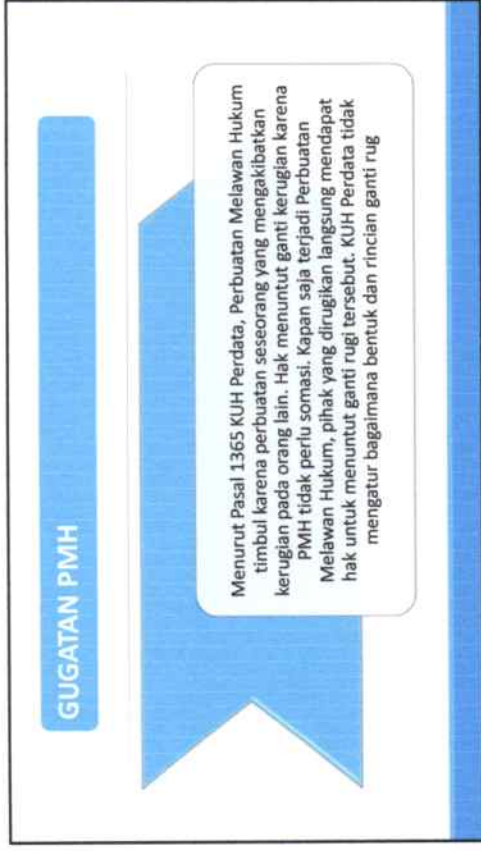 GUGATAN PMH
Menurut Pasal 1365 KUH Perdata, Perbuatan Melawan Hukum
timbul karena perbuatan seseorang yang mengakibatkan
kerugian pada orang lain. Hak menuntut ganti kerugian karena
PMH tidak perlu somasi. Kapan saja terjadi Perbuatan
Melawan Hukum, pihak yang dirugikan langsung mendapat
hak untuk menuntut ganti rugi tersebut. KUH Perdata tidak
mengatur bagaimana bentuk dan rincian ganti rug